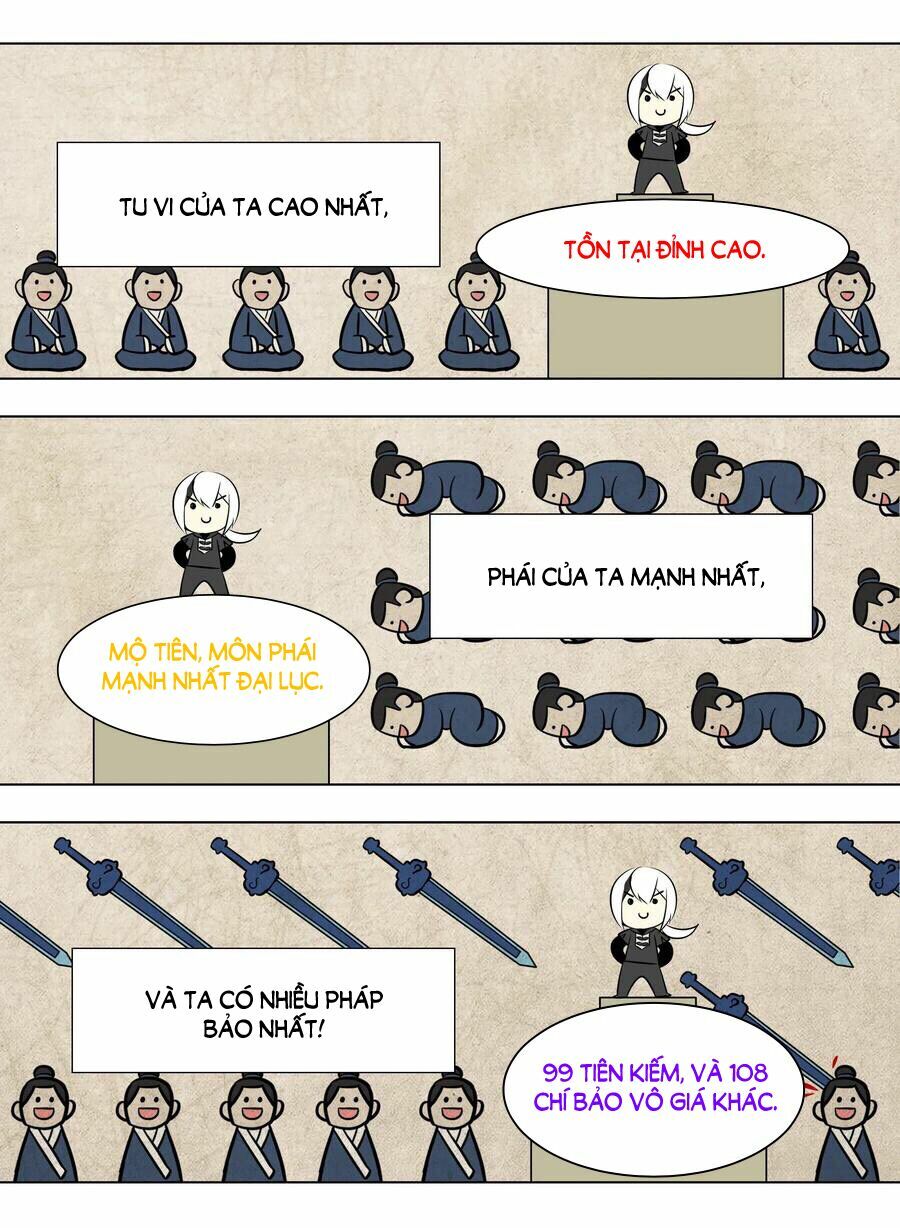 TU VI CỦA TA CAO NHẤT,
TỒN TẠI ĐỈNH CAO.
PHÁI CỦA TA MẠNH NHẤT,
MỘ TIÊN, MÔN PHÁI
MẠNH NHẤT ĐẠI LỤC.
VÀ TA CÓ NHIỀU PHÁP
BẢO NHẤT!
99 TIÊN KIẾM, VÀ 108
CHÍ BẢO VÔ GIÁ KHÁC.